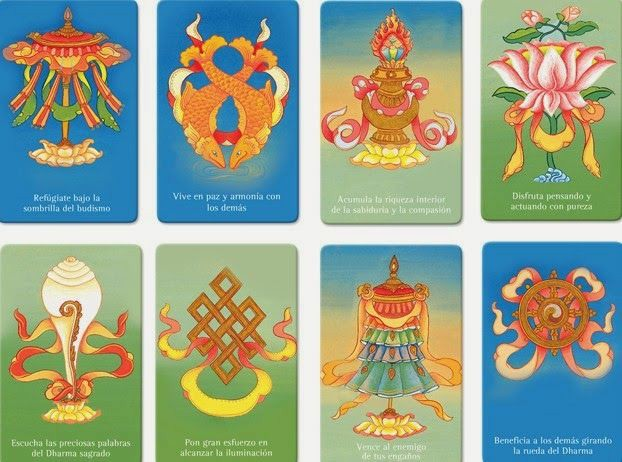 Refúgiate bajo la
sombrilla del budismo
Vive en paz y armonía con
los demás
Acumula la riqueza interior
de la sabiduría y la compasión
Disfruta pensando y
actuando con pureza
Escucha las preciosas palabras
del Dharma sagrado
Pon gran esfuerzo en
alcanzar la iluminación
Vence al enemigo
de tus engaños
Beneficia a los demás girando
la rueda del Dharma